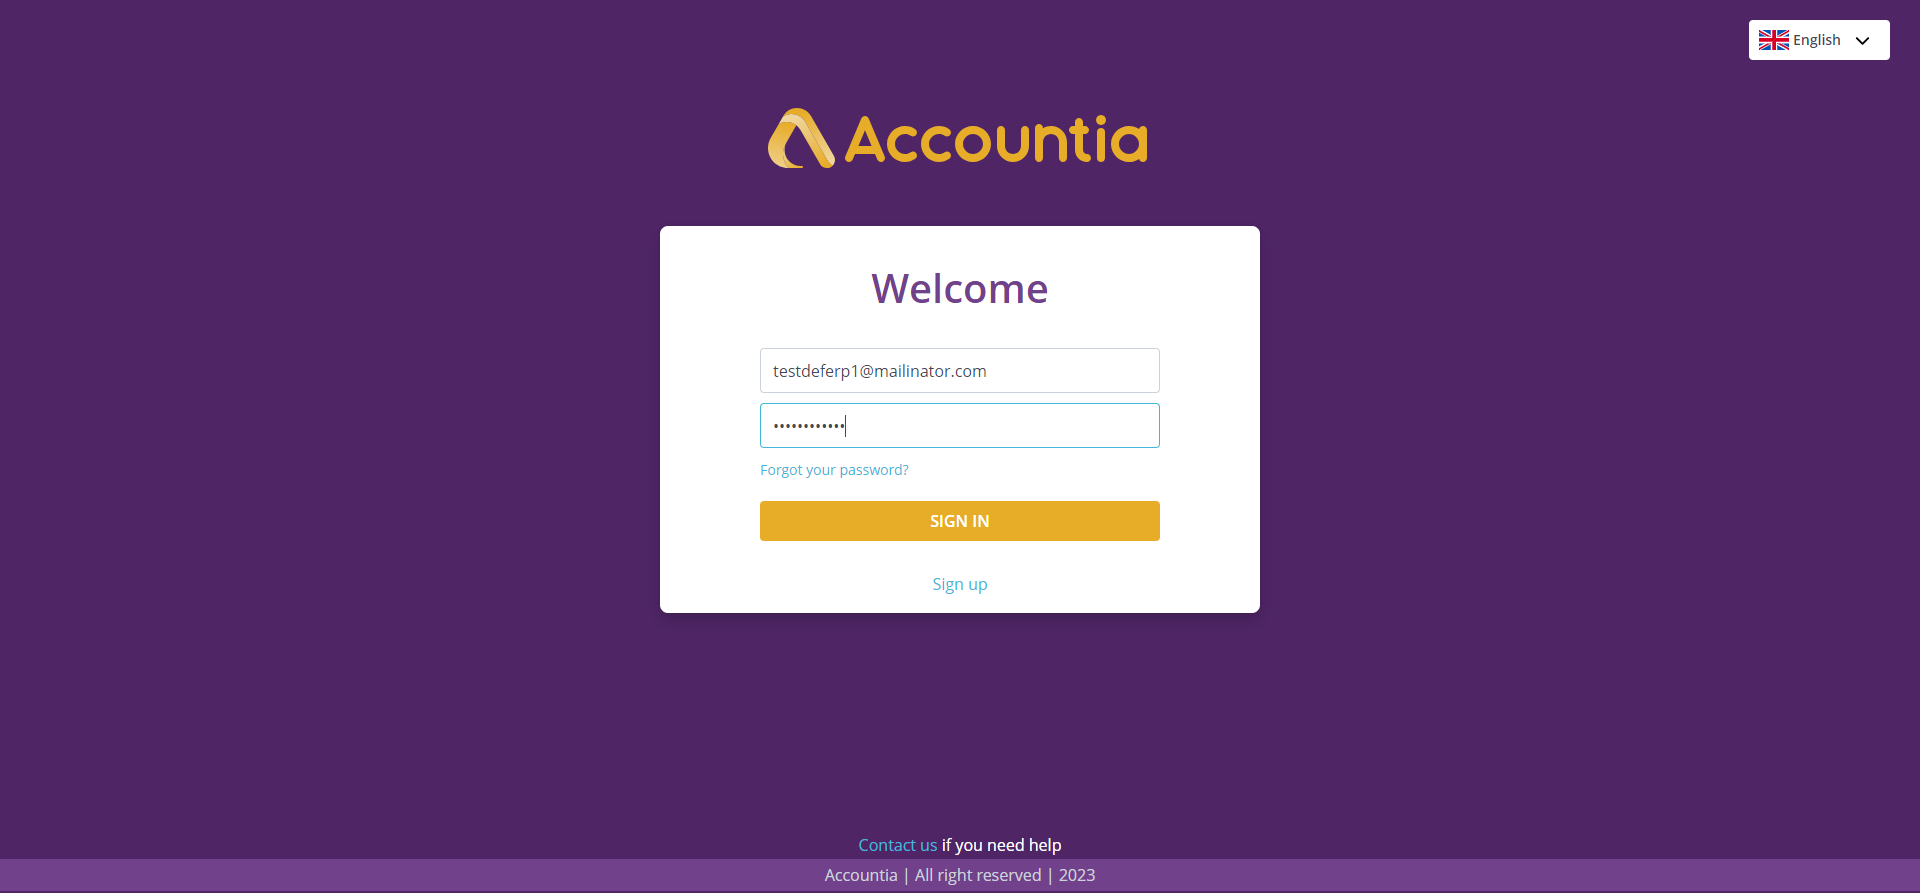 English
Accountia
Welcome
testdeferp1@mailinator.com
••••••••••••
Forgot your password?
SIGN IN
Sign up
Contact us if you need help
Accountia | All right reserved | 2023